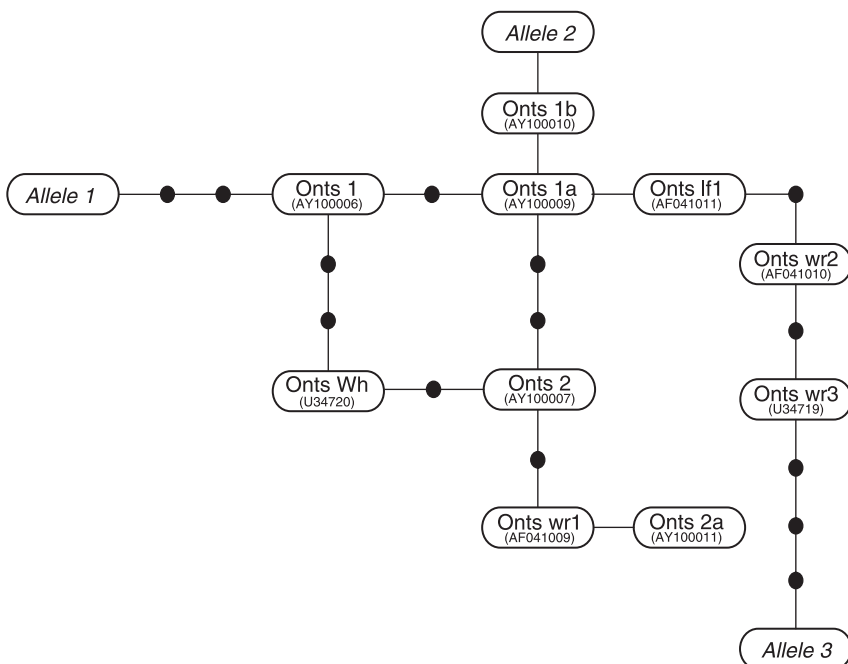 Allele 2
Onts 1b
(AY100010)
Allele 1
Onts 1
(AY100006)
Onts 1a
(AY100009)
Onts lf1
(AF041011)
Onts wr2
(AF041010)
Onts Wh
(U34720)
Onts 2
(AY100007)
Onts wr3
(U34719)
Onts wr1
(AF041009)
Onts 2a
(AY100011)
Allele 3